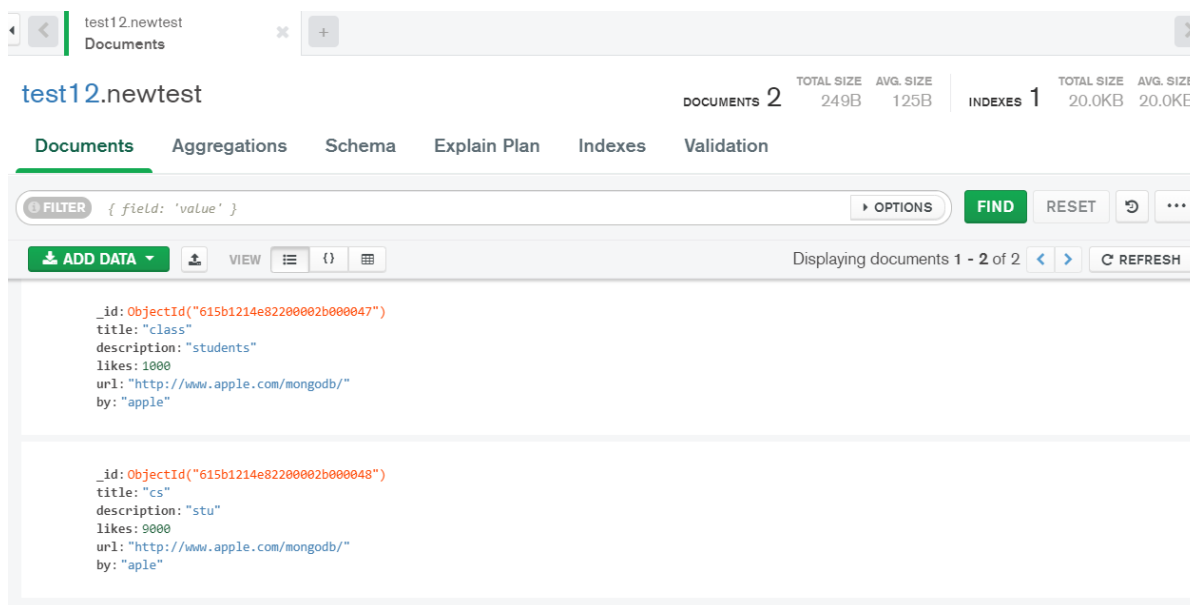 test12.newtest
Documents
test12.newtest
DOCUMENTS 2 TOTAL SIZE 249B AVG. SIZE 125B INDEXES 1 TOTAL SIZE 20.0KB AVG. SIZE 20.0KB
Documents Aggregations Schema Explain Plan Indexes Validation
FILTER { field: 'value' } OPTIONS FIND RESET
ADD DATA VIEW {} Displaying documents 1 - 2 of 2 REFRESH
_id: ObjectId("615b1214e82200002b000047")
title: "class"
description: "students"
likes: 1000
url: "http://www.apple.com/mongodb/"
by: "apple"
_id: ObjectId("615b1214e82200002b000048")
title: "cs"
description: "stu"
likes: 9000
url: "http://www.apple.com/mongodb/"
by: "aple"